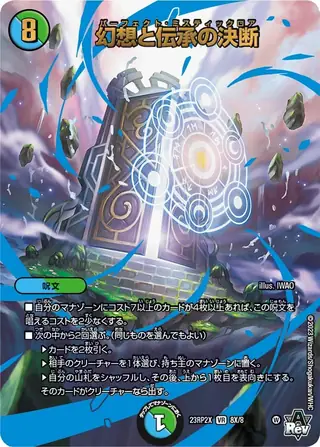 8
パーフェクト・ミスティックロア
幻想と伝承の決断
呪文
illus. IWAO
■自分のマナゾーンにコスト7以上のカードが4枚以上あれば、この呪文を
唱えるコストを2少なくする。
■次の中から2回選ぶ。(同じものを選んでもよい)
▶カードを2枚引く。
▶相手のクリーチャーを1体選び、持ち主のマナゾーンに置く。
▶自分の山札をシャッフルし、その後、上から1枚目を表向きにする。
そのカードがクリーチャーなら出す。
1
23RP2X VR 8X/8
W
Rev
©2023 Wizards/Shogakukan/WHC